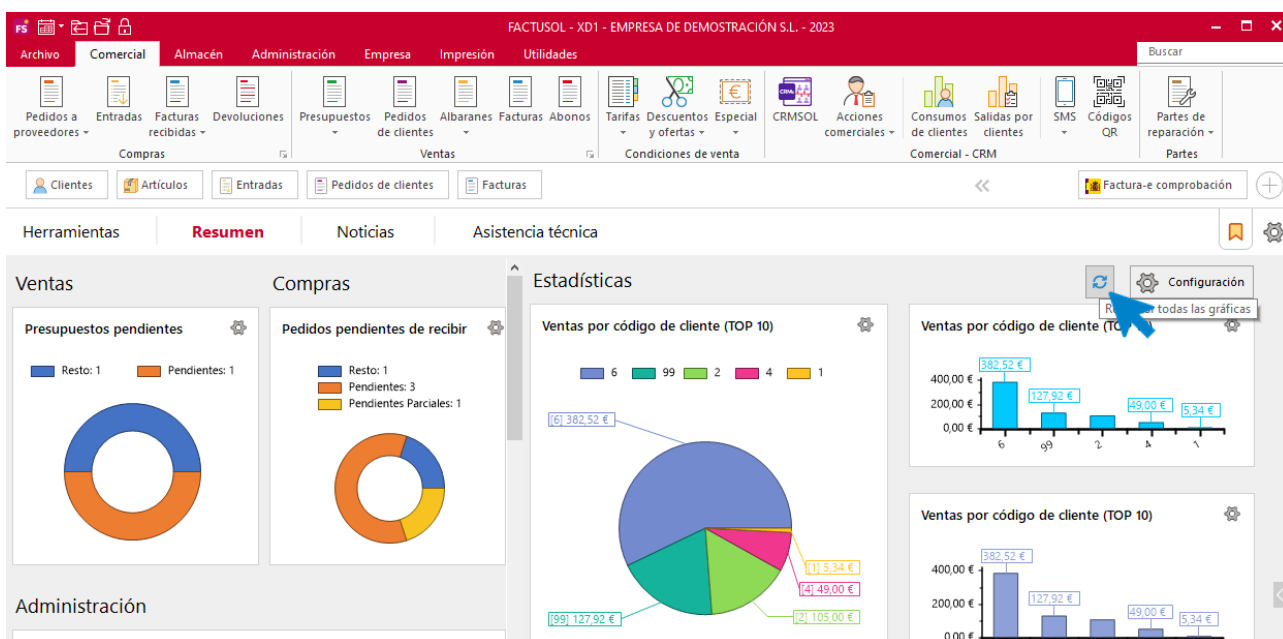 FS
FACTUSOL - XD1 - EMPRESA DE DEMOSTRACIÓN S.L. - 2023
Archivo Comercial Almacén Administración Empresa Impresión Utilidades Buscar
Pedidos a proveedores
Entradas
Facturas recibidas
Devoluciones
Presupuestos
Pedidos de clientes
Albaranes
Facturas
Abonos
Tarifas
Descuentos y ofertas
Especial
CRM
CRMSOL
Acciones comerciales
Consumos de clientes
Salidas por clientes
SMS
Códigos QR
Partes de reparación
Compras Ventas Condiciones de venta Comercial - CRM Partes
Clientes Artículos Entradas Pedidos de clientes Facturas Factura-e comprobación
Herramientas Resumen Noticias Asistencia técnica
Ventas
Presupuestos pendientes
Resto: 1 Pendientes: 1
Compras
Pedidos pendientes de recibir
Resto: 1
Pendientes: 3
Pendientes Parciales: 1
Administración
Estadísticas
Configuración
todas las gráficas
Ventas por código de cliente (TOP 10)
6 99 2 4 1
[6] 382,52 €
[1] 5,34 €
[4] 49,00 €
[2] 105,00 €
[99] 127,92 €
Ventas por código de cliente (TOP
382,52 €
400,00 €
127,92 €
200,00 €
49,00 €
5,34 €
0,00 €
6 99 2 4 1
Ventas por código de cliente (TOP 10)
382,52 €
400,00 €
127,92 €
200,00 €
49,00 €
5,34 €
0,00 €